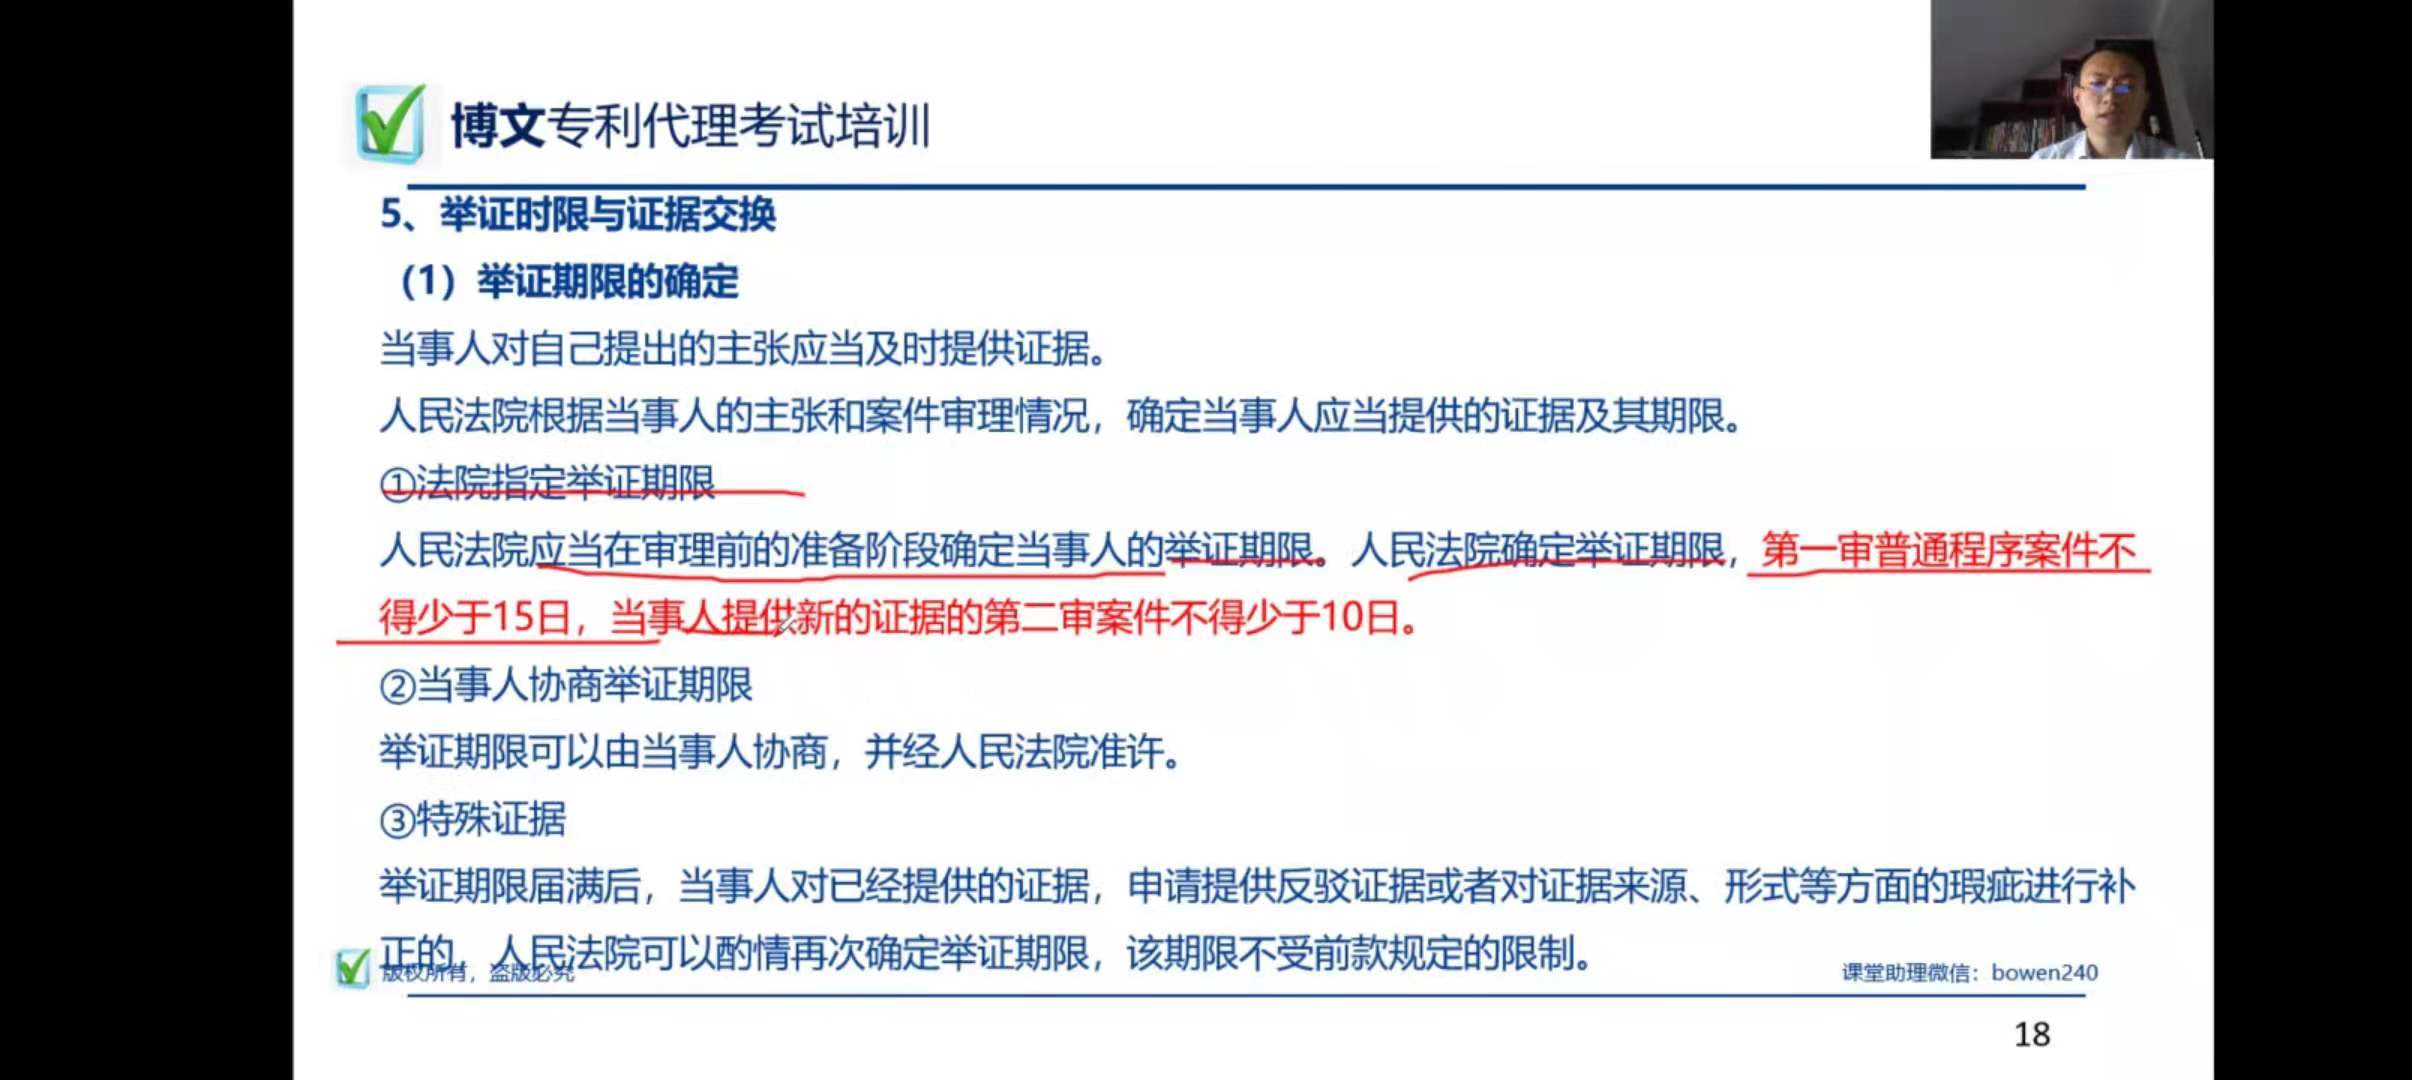 博文专利代理考试培训
5、举证时限与证据交换
（1）举证期限的确定
当事人对自己提出的主张应当及时提供证据。
人民法院根据当事人的主张和案件审理情况，确定当事人应当提供的证据及其期限。
①法院指定举证期限
人民法院应当在审理前的准备阶段确定当事人的举证期限。人民法院确定举证期限，第一审普通程序案件不
得少于15日，当事人提供新的证据的第二审案件不得少于10日。
②当事人协商举证期限
举证期限可以由当事人协商，并经人民法院准许。
③特殊证据
举证期限届满后，当事人对已经提供的证据，申请提供反驳证据或者对证据来源、形式等方面的瑕疵进行补
正的，人民法院可以酌情再次确定举证期限，该期限不受前款规定的限制。
版权所有，盗版必究
课堂助理微信：bowen240
18